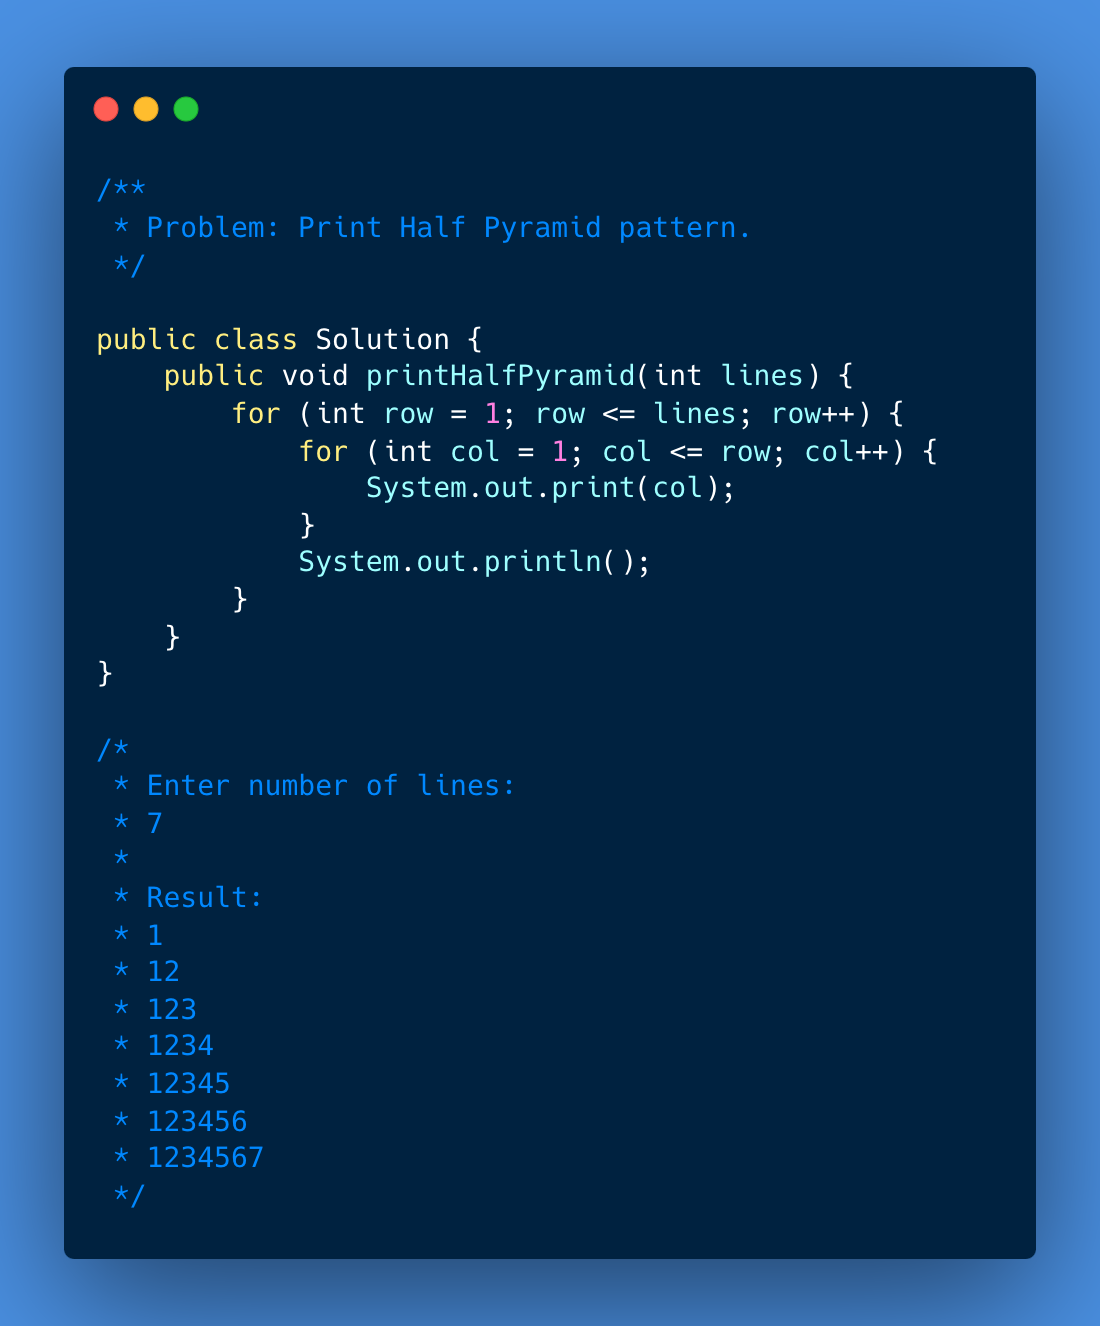 /**
 * Problem: Print Half Pyramid pattern.
 */

public class Solution {
    public void printHalfPyramid(int lines) {
        for (int row = 1; row <= lines; row++) {
            for (int col = 1; col <= row; col++) {
                System.out.print(col);
            }
            System.out.println();
        }
    }
}

/*
 * Enter number of lines:
 * 7
 *
 * Result:
 * 1
 * 12
 * 123
 * 1234
 * 12345
 * 123456
 * 1234567
 */